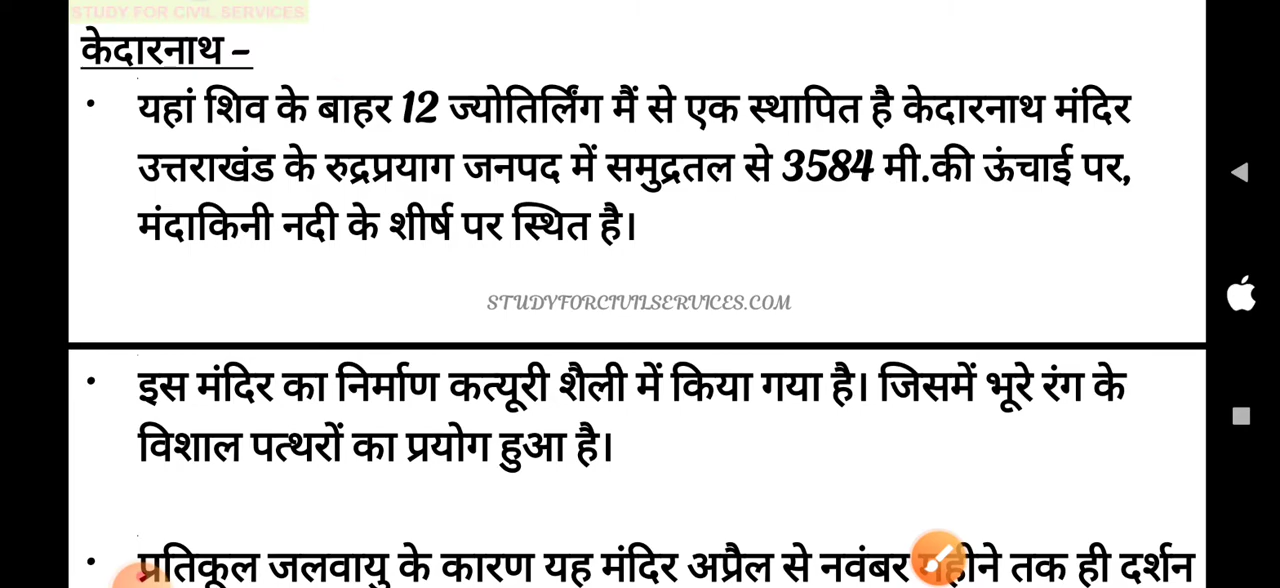 STUDY FOR CIVIL SERVICES
केदारनाथ –
• यहां शिव के बाहर 12 ज्योतिर्लिंग मैं से एक स्थापित है केदारनाथ मंदिर
उत्तराखंड के रुद्रप्रयाग जनपद में समुद्रतल से 3584 मी.की ऊंचाई पर,
मंदाकिनी नदी के शीर्ष पर स्थित है।
STUDYFORCIVILSERVICES.COM
• इस मंदिर का निर्माण कत्यूरी शैली में किया गया है। जिसमें भूरे रंग के
विशाल पत्थरों का प्रयोग हुआ है।
• प्रतिकूल जलवायु के कारण यह मंदिर अप्रैल से नवंबर महीने तक ही दर्शन